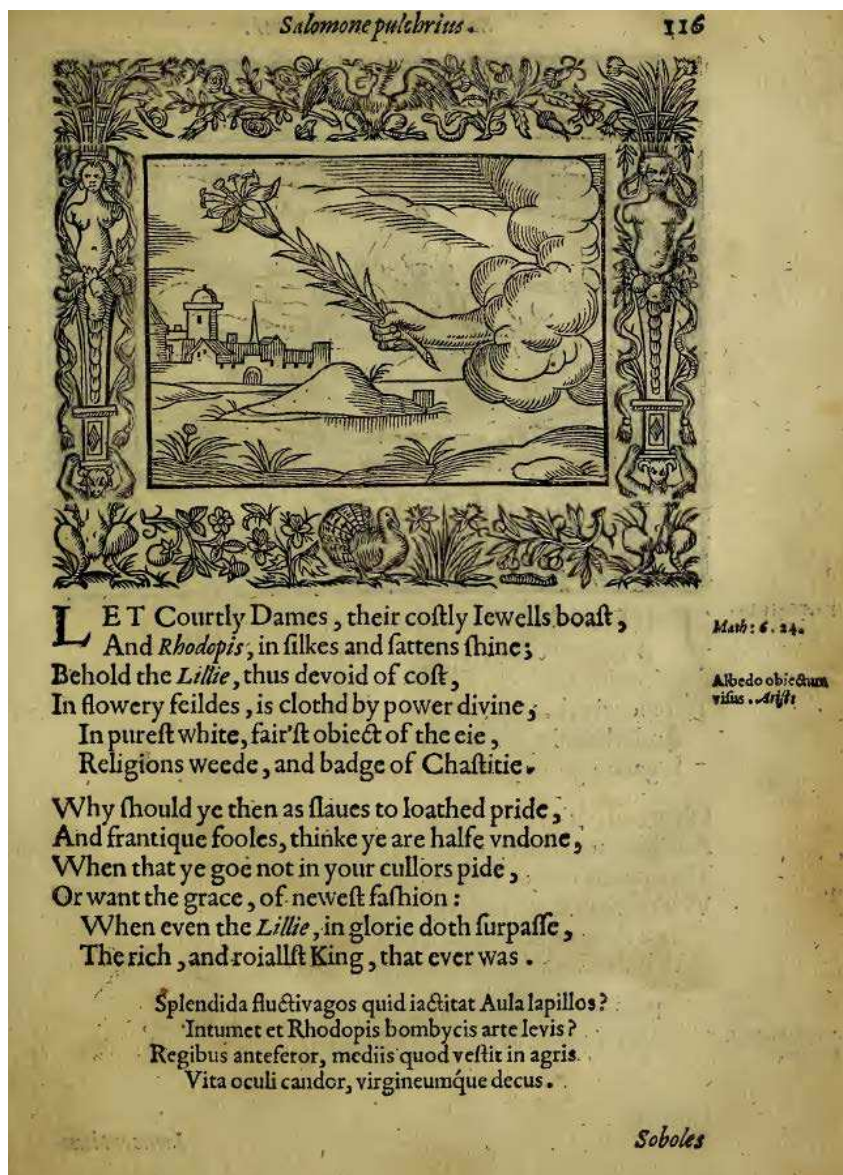 Salomone pulchrius. 116
LET Courtly Dames, their coſtly Iewells boaſt,
And Rhodopis, in ſilkes and ſattens ſhine;
Behold the Lillie, thus devoid of coſt,
In flowery feildes, is clothd by power divine,
In pureſt white, fair'ſt obiect of the eie,
Religions weede, and badge of Chaſtitie.
Math: 6. 24.
Albedo obiectum
viſus. Ariſt:
Why ſhould ye then as ſlaues to loathed pride,
And frantique fooles, thinke ye are halfe vndone,
When that ye goe not in your cullors pide,
Or want the grace, of neweſt faſhion:
When even the Lillie, in glorie doth ſurpaſſe,
The rich, and roiallſt King, that ever was.
Splendida fluctivagos quid iactitat Aula lapillos?
Intumet et Rhodopis bombycis arte levis?
Regibus anteferor, mediis quod veſtit in agris
Vita oculi candor, virgineumq́ue decus.
Soboles